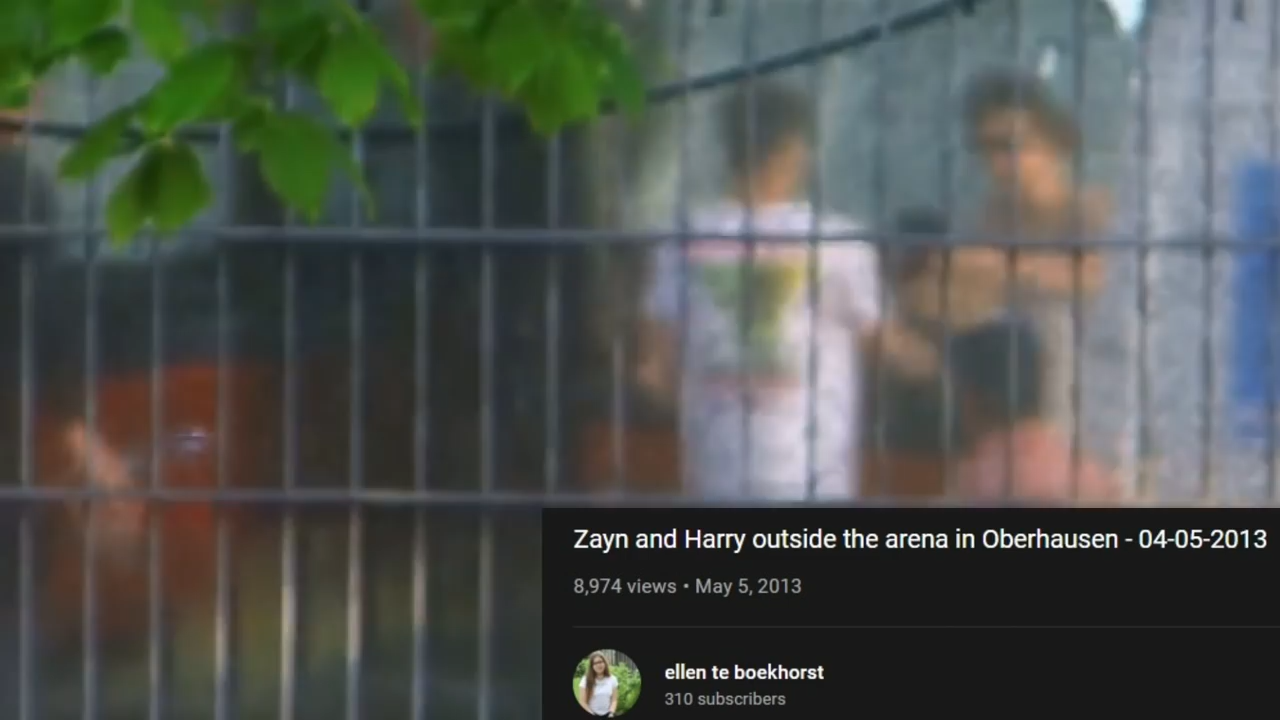 Zayn and Harry outside the arena in Oberhausen - 04-05-2013
8,974 views • May 5, 2013
ellen te boekhorst
310 subscribers